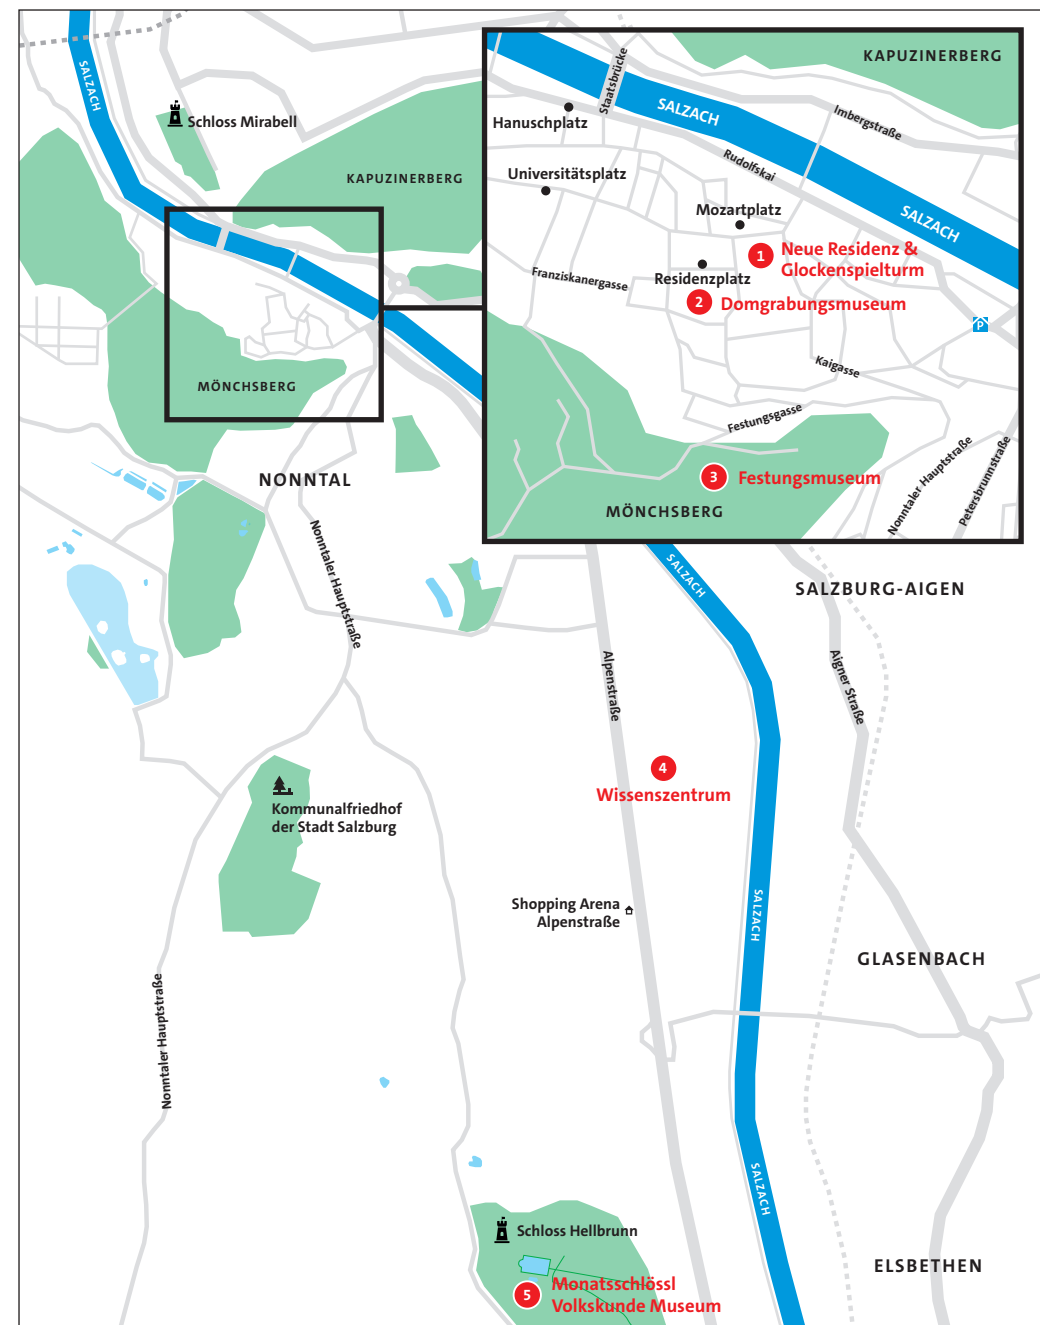 SALZACH
Schloss Mirabell
KAPUZINERBERG
MÖNCHSBERG
NONNTAL
KAPUZINERBERG
Staatsbrücke
SALZACH
Imbergstraße
Hanuschplatz
Rudolfskai
Universitätsplatz
Mozartplatz
SALZACH
1
Neue Residenz &
Glockenspielturm
Residenzplatz
Franziskanergasse
2
Domgrabungsmuseum
P
Kaigasse
Festungsgasse
3
Festungsmuseum
MÖNCHSBERG
Nonntaler Hauptstraße
Petersbrunnstraße
Nonntaler Hauptstraße
SALZACH
SALZBURG-AIGEN
Alpenstraße
Aigner Straße
4
Wissenszentrum
Kommunalfriedhof
der Stadt Salzburg
Shopping Arena
Alpenstraße
SALZACH
GLASENBACH
Nonntaler Hauptstraße
SALZACH
Schloss Hellbrunn
ELSBETHEN
5
Monatsschlössl
Volkskunde Museum